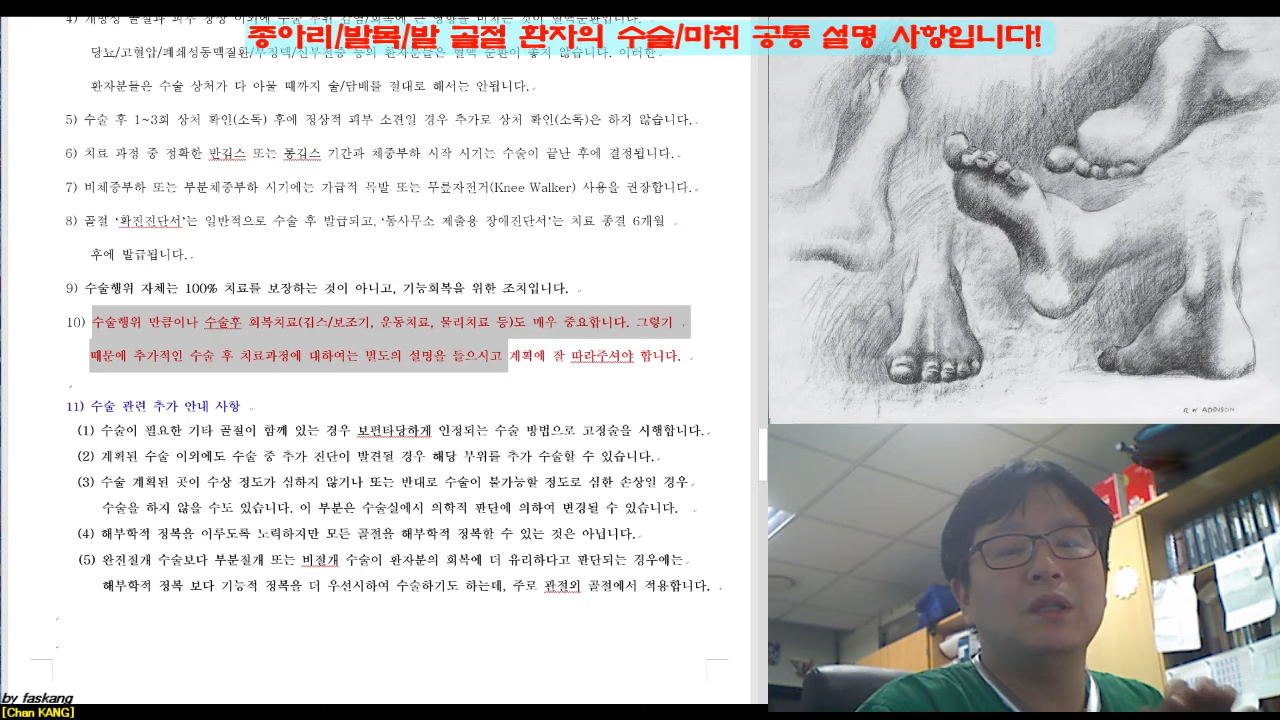 종아리/발목/발 골절 환자의 수술/마취 공통 설명 사항입니다!
환자분들은 수술 상처가 다 아물 때까지 술/담배를 절대로 해서는 안됩니다.
5) 수술 후 1~3회 상처 확인(소독) 후에 정상적 피부 소견일 경우 추가로 상처 확인(소독)은 하지 않습니다.
6) 치료 과정 중 정확한 반깁스 또는 통깁스 기간과 체중부하 시작 시기는 수술이 끝난 후에 결정됩니다.
7) 비체중부하 또는 부분체중부하 시기에는 가급적 목발 또는 무릎자전거(Knee Walker) 사용을 권장합니다.
8) 골절 ‘확진진단서’는 일반적으로 수술 후 발급되고, ‘동사무소 제출용 장애진단서’는 치료 종결 6개월
후에 발급됩니다.
9) 수술행위 자체는 100% 치료를 보장하는 것이 아니고, 기능회복을 위한 조치입니다.
10) 수술행위 만큼이나 수술후 회복치료(깁스/보조기, 운동치료, 물리치료 등)도 매우 중요합니다. 그렇기
때문에 추가적인 수술 후 치료과정에 대하여는 별도의 설명을 들으시고 계획에 잘 따라주셔야 합니다.
11) 수술 관련 추가 안내 사항
(1) 수술이 필요한 기타 골절이 함께 있는 경우 보편타당하게 인정되는 수술 방법으로 고정술을 시행합니다.
(2) 계획된 수술 이외에도 수술 중 추가 진단이 발견될 경우 해당 부위를 추가 수술할 수 있습니다.
(3) 수술 계획된 곳이 수상 정도가 심하지 않거나 또는 반대로 수술이 불가능할 정도로 심한 손상일 경우
수술을 하지 않을 수도 있습니다. 이 부분은 수술실에서 의학적 판단에 의하여 변경될 수 있습니다.
(4) 해부학적 정복을 이루도록 노력하지만 모든 골절을 해부학적 정복할 수 있는 것은 아닙니다.
(5) 완전절개 수술보다 부분절개 또는 비절개 수술이 환자분의 회복에 더 유리하다고 판단되는 경우에는
해부학적 정복 보다 기능적 정복을 더 우선시하여 수술하기도 하는데, 주로 관절외 골절에서 적용합니다.
R W ADDISON
by faskang
[Chan KANG]